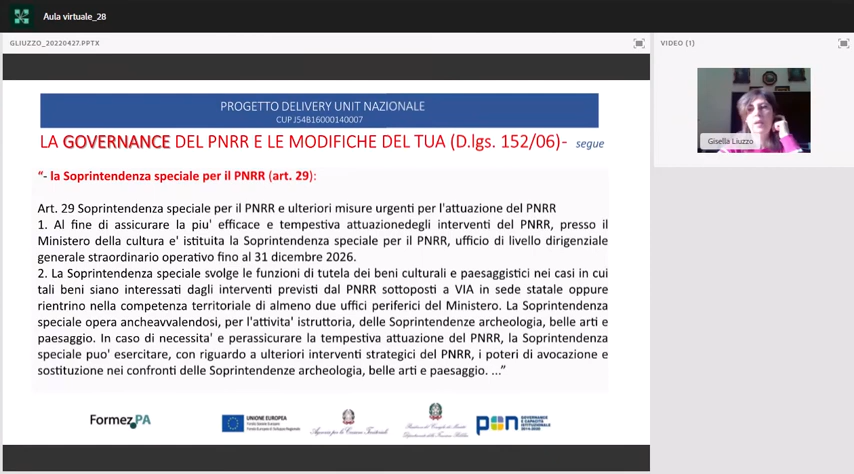 Aula virtuale_28
GLIUZZO_20220427.PPTX
VIDEO (1)
PROGETTO DELIVERY UNIT NAZIONALE
CUP J54B16000140007
LA GOVERNANCE DEL PNRR E LE MODIFICHE DEL TUA (D.lgs. 152/06)- segue
“- la Soprintendenza speciale per il PNRR (art. 29):
Art. 29 Soprintendenza speciale per il PNRR e ulteriori misure urgenti per l'attuazione del PNRR
1. Al fine di assicurare la piu' efficace e tempestiva attuazionedegli interventi del PNRR, presso il
Ministero della cultura e' istituita la Soprintendenza speciale per il PNRR, ufficio di livello dirigenziale
generale straordinario operativo fino al 31 dicembre 2026.
2. La Soprintendenza speciale svolge le funzioni di tutela dei beni culturali e paesaggistici nei casi in cui
tali beni siano interessati dagli interventi previsti dal PNRR sottoposti a VIA in sede statale oppure
rientrino nella competenza territoriale di almeno due uffici periferici del Ministero. La Soprintendenza
speciale opera ancheavvalendosi, per l'attivita' istruttoria, delle Soprintendenze archeologia, belle arti e
paesaggio. In caso di necessita' e perassicurare la tempestiva attuazione del PNRR, la Soprintendenza
speciale puo' esercitare, con riguardo a ulteriori interventi strategici del PNRR, i poteri di avocazione e
sostituzione nei confronti delle Soprintendenze archeologia, belle arti e paesaggio. ...”
Gisella Liuzzo
Formez PA
UNIONE EUROPEA
Agenzia per la Coesione Territoriale
pon
GOVERNANCE
E CAPACITÀ
ISTITUZIONALE
2014-2020